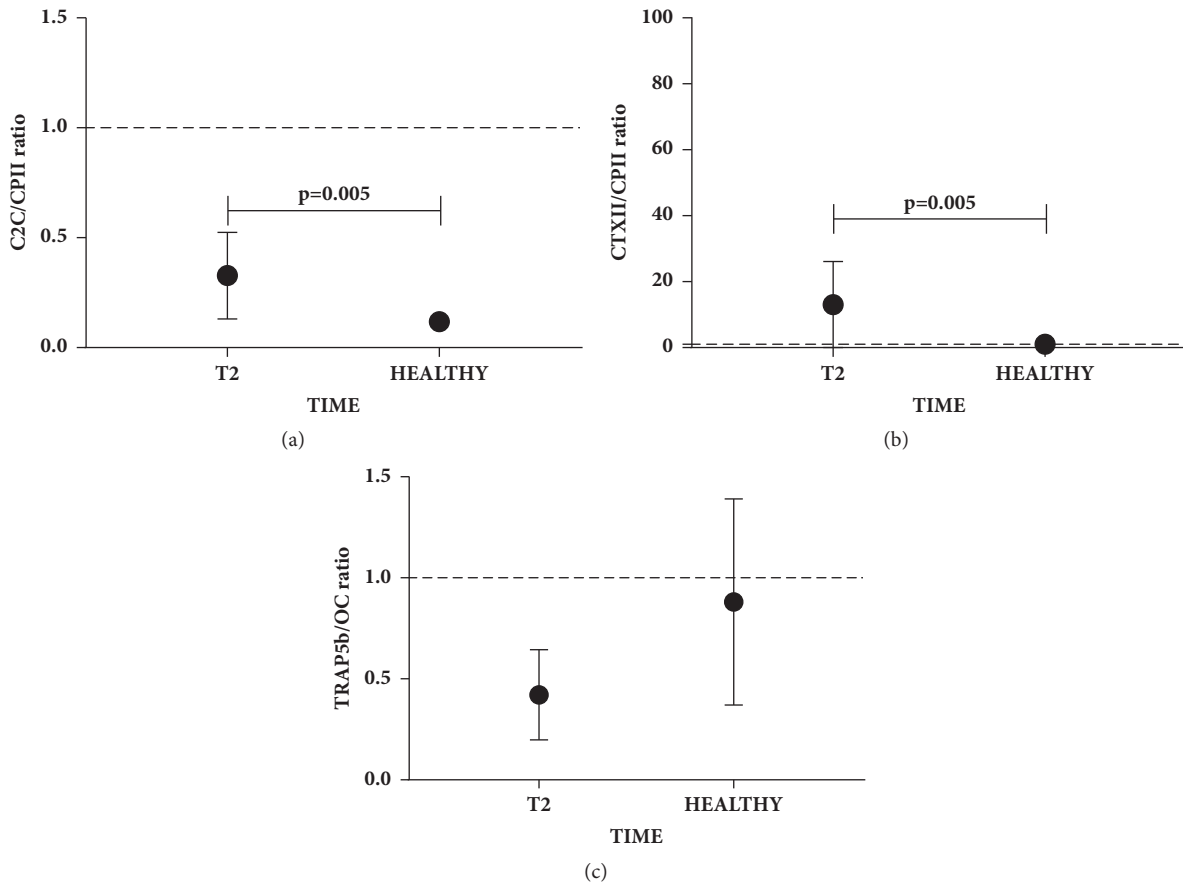 1.5
1.0
0.5
0.0
C2C/CPII ratio
p=0.005
T2
HEALTHY
TIME
(a)
100
80
60
40
20
0
CTXII/CPII ratio
p=0.005
T2
HEALTHY
TIME
(b)
1.5
1.0
0.5
0.0
TRAP5b/OC ratio
T2
HEALTHY
TIME
(c)